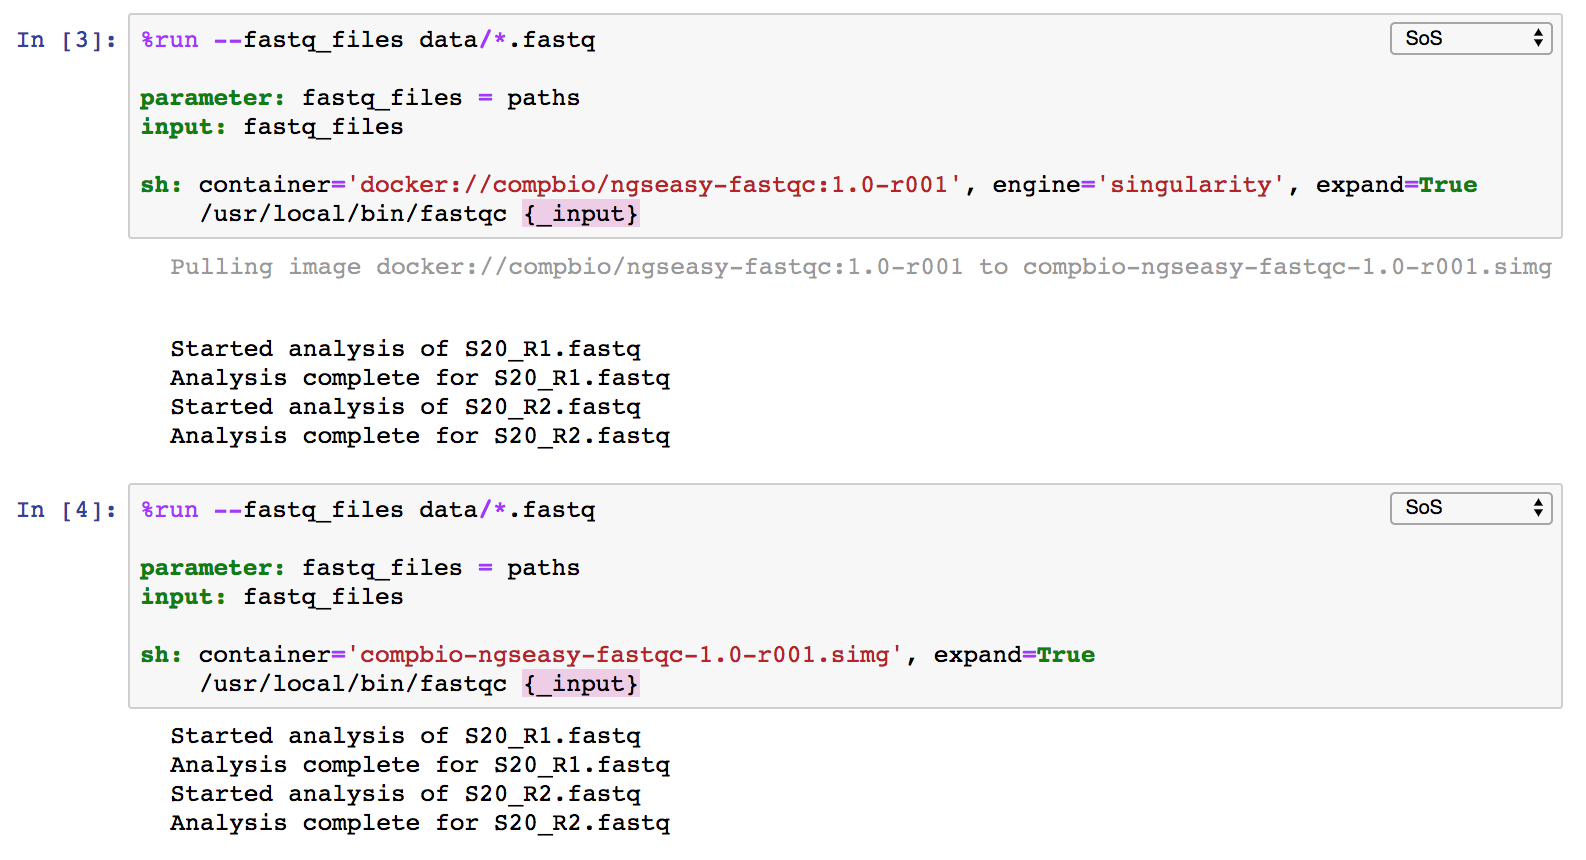 In [3]:
%run --fastq_files data/*.fastq
SoS
parameter: fastq_files = paths
input: fastq_files
sh: container='docker://compbio/ngseasy-fastqc:1.0-r001', engine='singularity', expand=True
/usr/local/bin/fastqc {_input}
Pulling image docker://compbio/ngseasy-fastqc:1.0-r001 to compbio-ngseasy-fastqc-1.0-r001.simg
Started analysis of S20_R1.fastq
Analysis complete for S20_R1.fastq
Started analysis of S20_R2.fastq
Analysis complete for S20_R2.fastq
In [4]:
%run --fastq_files data/*.fastq
SoS
parameter: fastq_files = paths
input: fastq_files
sh: container='compbio-ngseasy-fastqc-1.0-r001.simg', expand=True
/usr/local/bin/fastqc {_input}
Started analysis of S20_R1.fastq
Analysis complete for S20_R1.fastq
Started analysis of S20_R2.fastq
Analysis complete for S20_R2.fastq